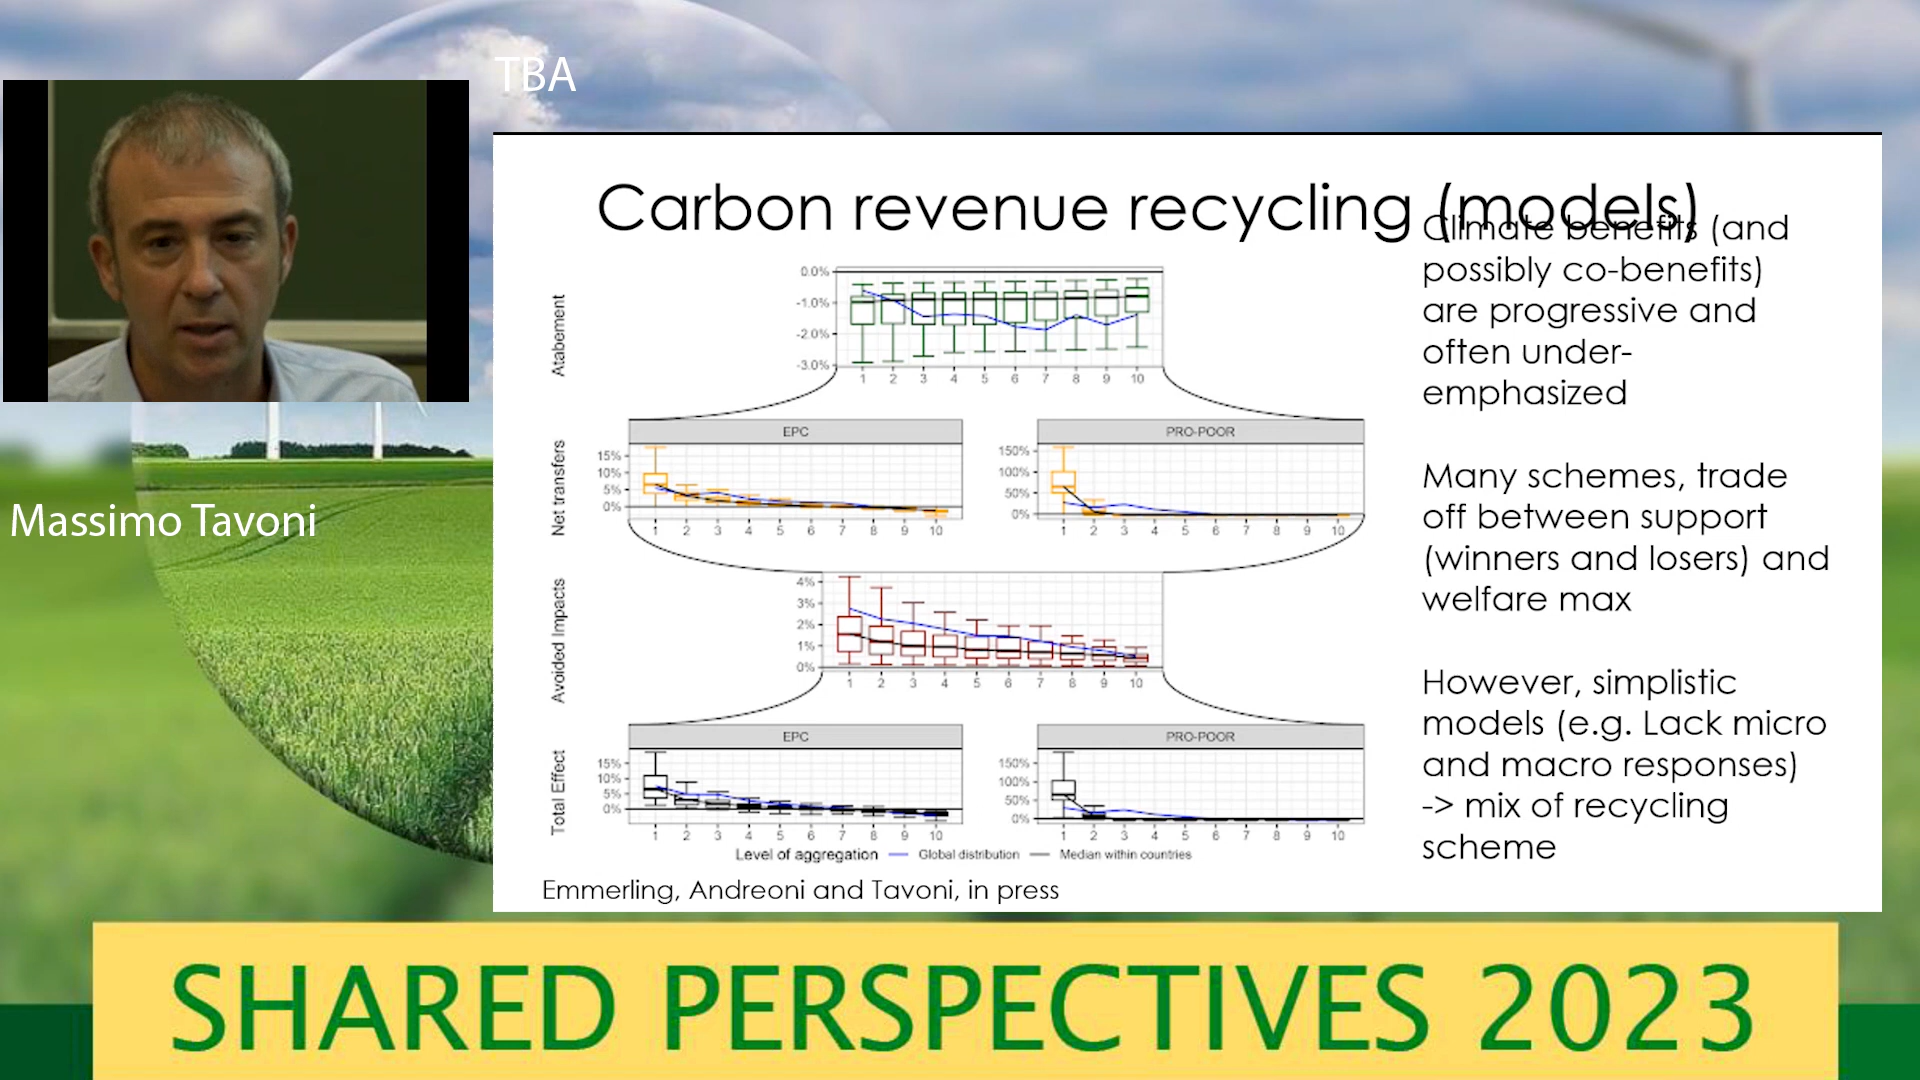 TBA
Massimo Tavoni
Carbon revenue recycling (models)
Atabement
0.0%
-1.0%
-2.0%
-3.0%
1 2 3 4 5 6 7 8 9 10
Net transfers
EPC
15%
10%
5%
0%
1 2 3 4 5 6 7 8 9 10
PRO-POOR
150%
100%
50%
0%
1 2 3 4 5 6 7 8 9 10
Avoided Impacts
4%
3%
2%
1%
0%
1 2 3 4 5 6 7 8 9 10
Total Effect
EPC
15%
10%
5%
0%
1 2 3 4 5 6 7 8 9 10
PRO-POOR
150%
100%
50%
0%
1 2 3 4 5 6 7 8 9 10
Level of aggregation Global distribution Median within countries
Emmerling, Andreoni and Tavoni, in press
Climate benefits (and
possibly co-benefits)
are progressive and
often under-
emphasized
Many schemes, trade
off between support
(winners and losers) and
welfare max
However, simplistic
models (e.g. Lack micro
and macro responses)
-> mix of recycling
scheme
SHARED PERSPECTIVES 2023